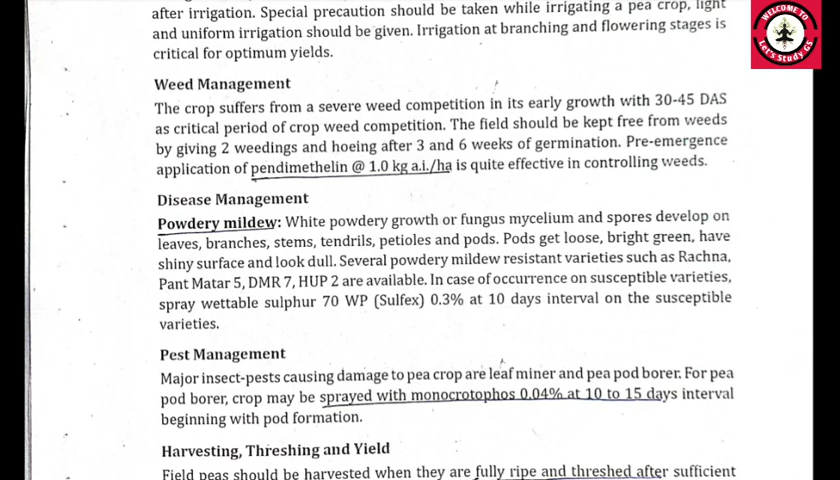 after irrigation. Special precaution should be taken while irrigating a pea crop, light
and uniform irrigation should be given. Irrigation at branching and flowering stages is
critical for optimum yields.
Weed Management
The crop suffers from a severe weed competition in its early growth with 30-45 DAS
as critical period of crop weed competition. The field should be kept free from weeds
by giving 2 weedings and hoeing after 3 and 6 weeks of germination. Pre-emergence
application of pendimethelin @ 1.0 kg a.i./ha is quite effective in controlling weeds.
Disease Management
Powdery mildew: White powdery growth or fungus mycelium and spores develop on
leaves, branches, stems, tendrils, petioles and pods. Pods get loose, bright green, have
shiny surface and look dull. Several powdery mildew resistant varieties such as Rachna,
Pant Matar 5, DMR 7, HUP 2 are available. In case of occurrence on susceptible varieties,
spray wettable sulphur 70 WP (Sulfex) 0.3% at 10 days interval on the susceptible
varieties.
Pest Management
Major insect-pests causing damage to pea crop are leaf miner and pea pod borer. For pea
pod borer, crop may be sprayed with monocrotophos 0.04% at 10 to 15 days interval
beginning with pod formation.
Harvesting, Threshing and Yield
Field peas should be harvested when they are fully ripe and threshed after sufficient
WELCOME TO
Let's Study GS